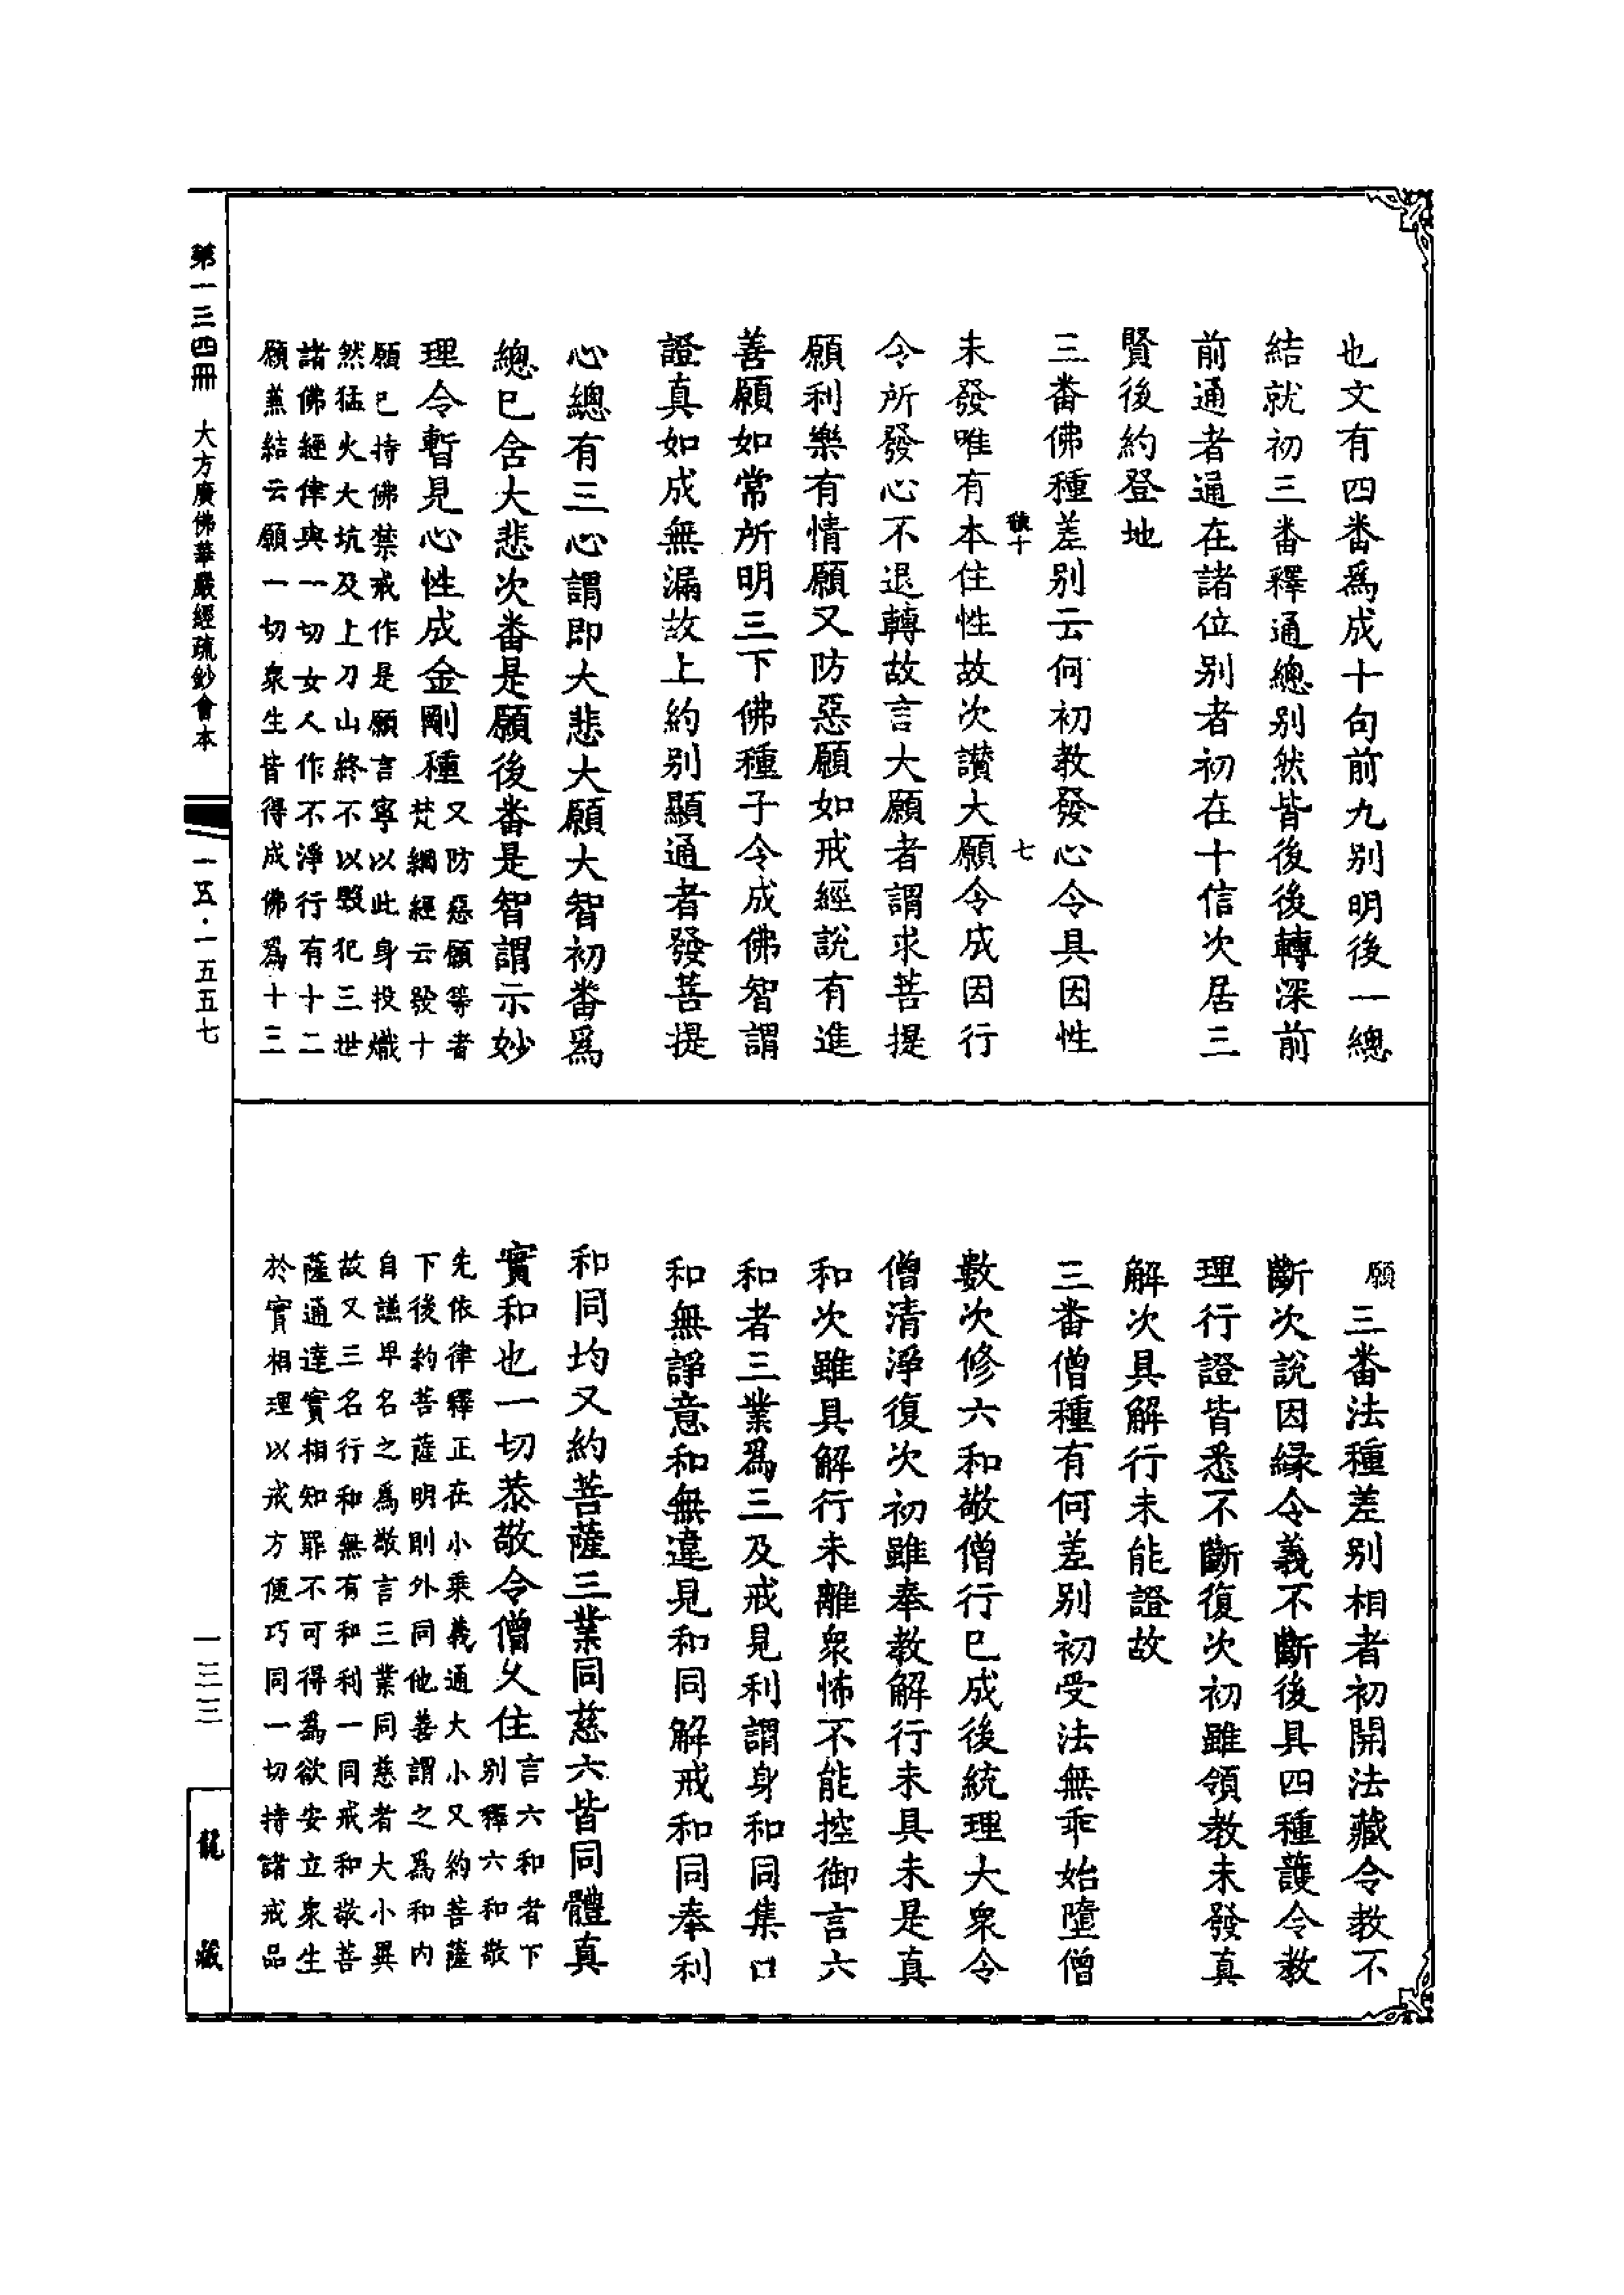 也文有四番爲成十句前九別明後一總
結就初三番釋通總別然皆後後轉深前
前通者通在諸位別者初在十信次居三
賢後約登地
三番佛種差別云何初教發心令具因性
七
未發唯有本住性故次讚大願令成因行
令所發心不退轉故言大願者謂求菩提
願利樂有情願又防惡願如戒經說有進
善願如常所明三下佛種子令成佛智謂
證真如成無漏故上約別顯通者發菩提
心總有三心謂即大悲大願大智初番爲
總已含大悲次番是願後番是智謂示妙
理令暫見心性成金剛種
又防惡願等者
梵網經云發十
願已持佛禁戒作是願言寧以此身投熾
然猛火大坑及上刀山終不以毀犯三世
諸佛經律與一切女人作不淨行有十二
願兼結云願一切衆生皆得成佛爲十三
願
三番法種差別相者初開法藏令教不
斷次說因緣令義不斷後具四種護令教
理行證皆悉不斷復次初雖領教未發真
解次具解行未能證故
三番僧種有何差別初受法無乖始墮僧
數次修六和敬僧行已成後統理大衆令
僧清淨復次初雖奉教解行未具未是真
和次雖具解行未離衆怖不能控御言六
和者三業爲三及戒見利謂身和同集口
和無諍意和無違見和同解戒和同奉利
和同均又約菩薩三業同慈六皆同體真
實和也一切恭敬令僧久住
言六和者下
別釋六和敬
先依律釋正在小乘義通大小又約菩薩
下後約菩薩明則外同他善謂之爲和內
自謙卑名之爲敬言三業同慈者大小異
故又三名行和無有和利一同戒和敬菩
薩通達實相知罪不可得爲欲安立衆生
於實相理以戒方便巧同一切持諸戒品
第一三四冊　大方廣佛華嚴經疏鈔會本
一五·一五五七
一三三
龍藏